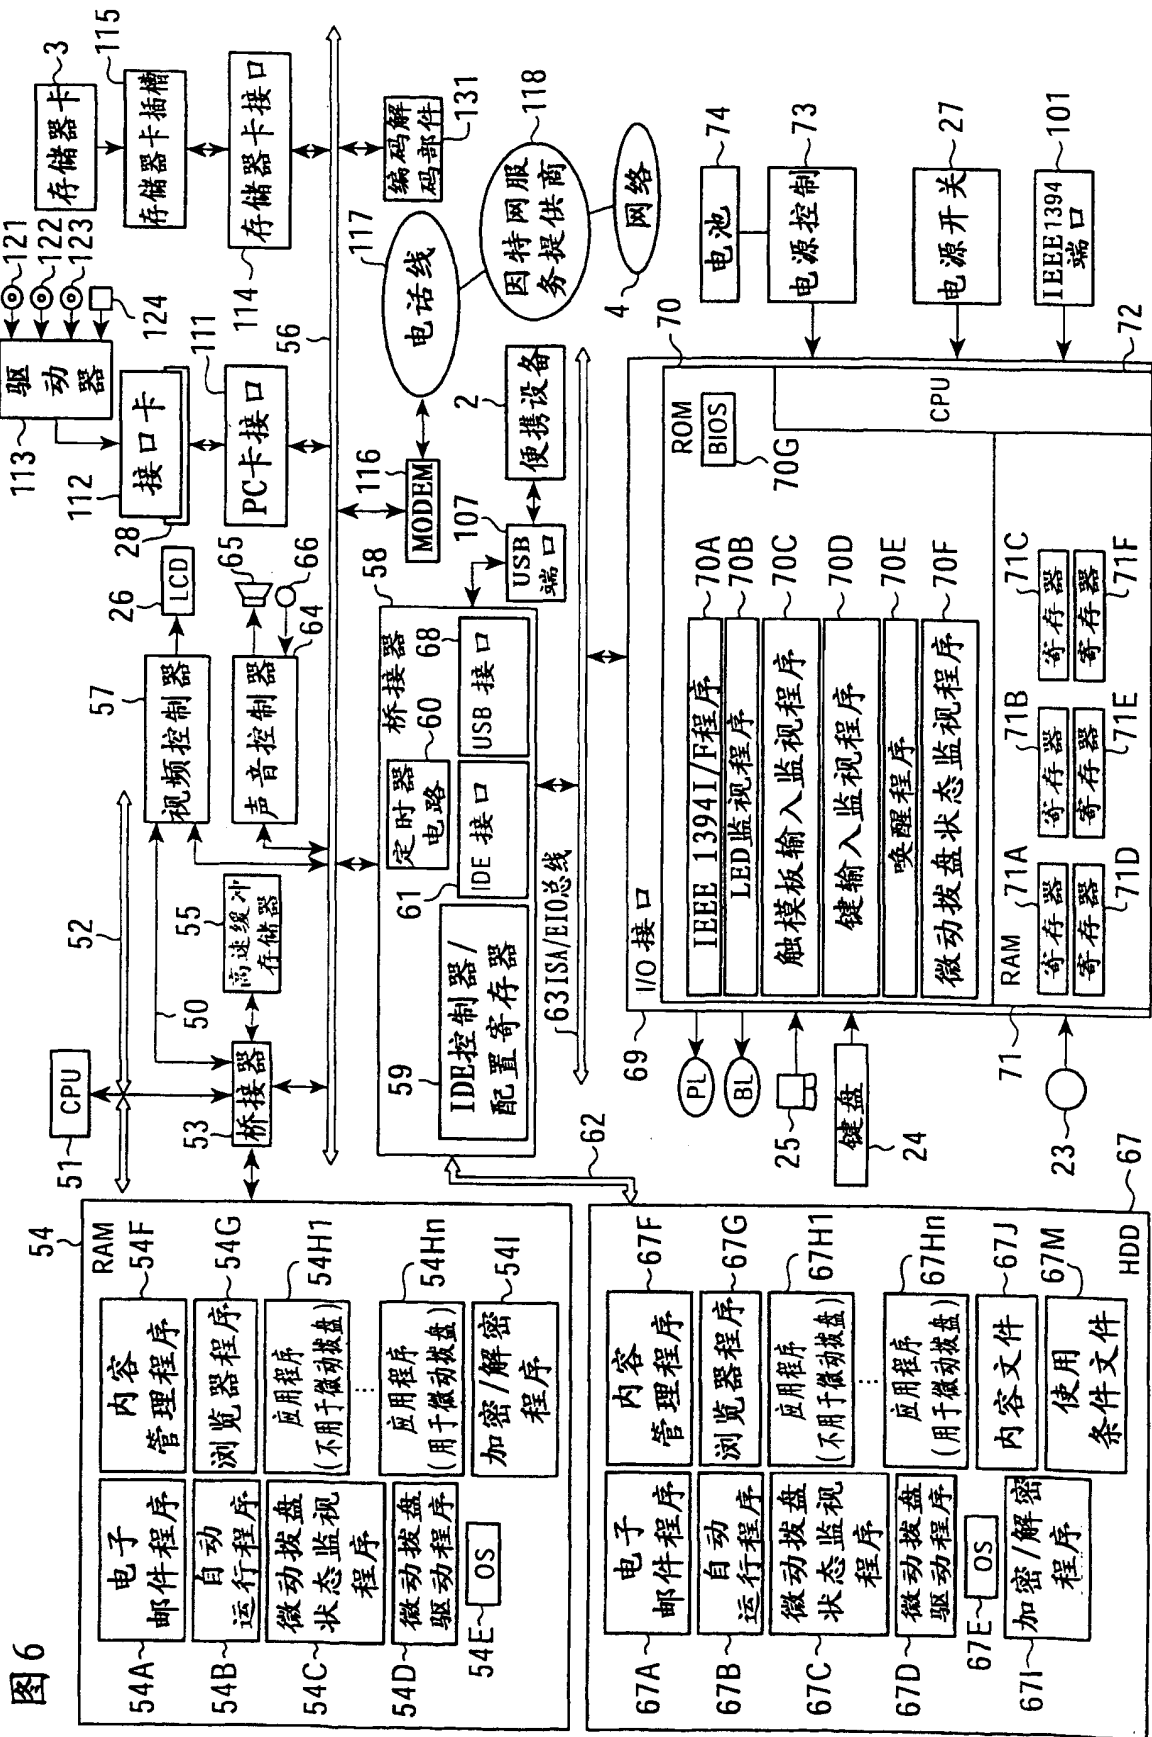 图6
54
RAM
54A
电子
邮件程序
内容
管理程序
54F
54B
自动
运行程序
浏览器程序
54G
54C
微动拨盘
状态监视
程序
应用程序
(不用于微动拨盘)
54H1
⋯
54D
微动拨盘
驱动程序
应用程序
(用于微动拨盘)
54Hn
54E
OS
加密/解密
程序
54I
67A
电子
邮件程序
内容
管理程序
67F
67B
自动
运行程序
浏览器程序
67G
67C
微动拨盘
状态监视
程序
应用程序
(不用于微动拨盘)
67H1
⋯
67D
微动拨盘
驱动程序
应用程序
(用于微动拨盘)
67Hn
67E
OS
内容文件
67J
67I
加密/解密
程序
使用
条件文件
67M
HDD
67
51
CPU
52
53
桥接器
50
55
高速缓冲
存储器
57
视频控制器
26
LCD
声音控制器
64
65
66
28
112
接口卡
113
驱动器
121
122
123
124
PC卡接口
111
3
存储器卡
115
存储器卡插槽
114
存储器卡接口
56
58
桥接器
59
IDE控制器/
配置寄存器
定时器
电路
60
61
IDE 接口
USB 接口
68
62
63ISA/EIO总线
MODEM
116
电话线
117
编码解
码部件
131
因特网服
务提供商
118
网络
4
107
USB
端口
2
便携设备
69
I/O 接口
70
ROM
BIOS
70G
IEEE 1394I/F程序
70A
LED监视程序
70B
触模板输入监视程序
70C
键输入监视程序
70D
唤醒程序
70E
微动拨盘状态监视程序
70F
CPU
72
71
RAM
71A
寄存器
71B
寄存器
71C
寄存器
寄存器
71D
寄存器
71E
寄存器
71F
PL
BL
25
键盘
24
23
电池
74
电源控制
73
电源开关
27
IEEE1394
端口
101